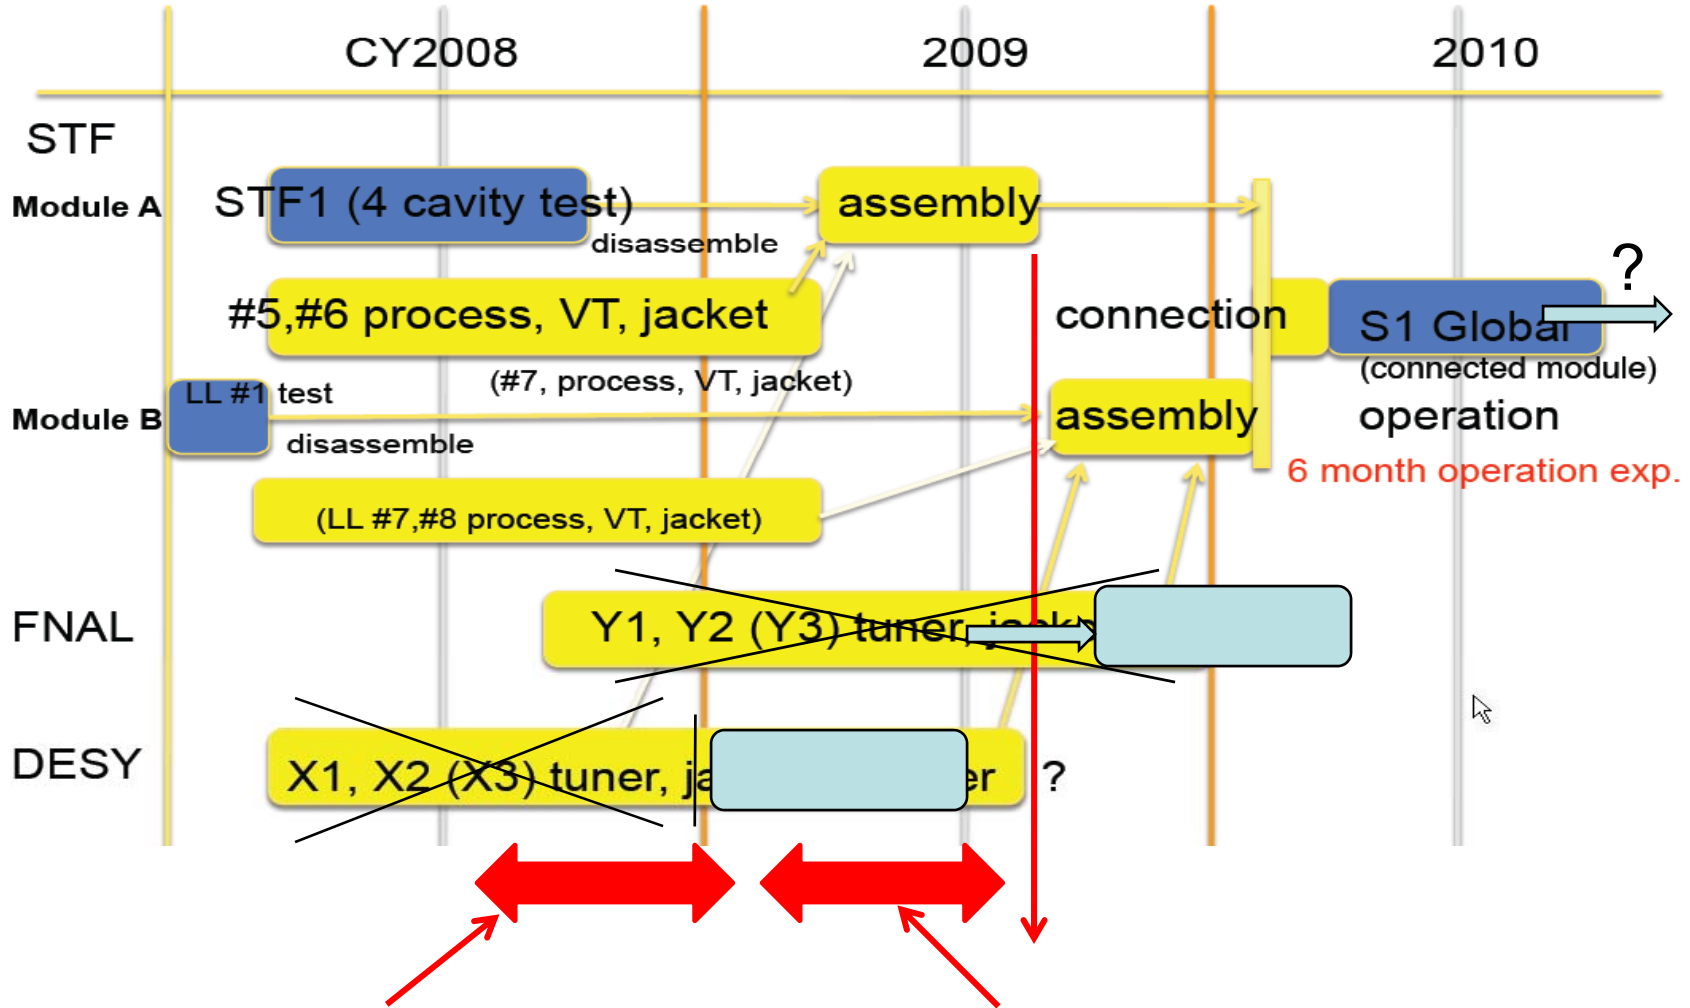 CY2008 2009 2010
STF
Module A
STF1 (4 cavity test)
disassemble
assembly
?
#5,#6 process, VT, jacket
connection
S1 Global
(connected module)
operation
6 month operation exp.
(#7, process, VT, jacket)
Module B
LL #1 test
disassemble
assembly
(LL #7,#8 process, VT, jacket)
FNAL
Y1, Y2 (Y3) tuner,
DESY
X1, X2 (X3) tuner,
?